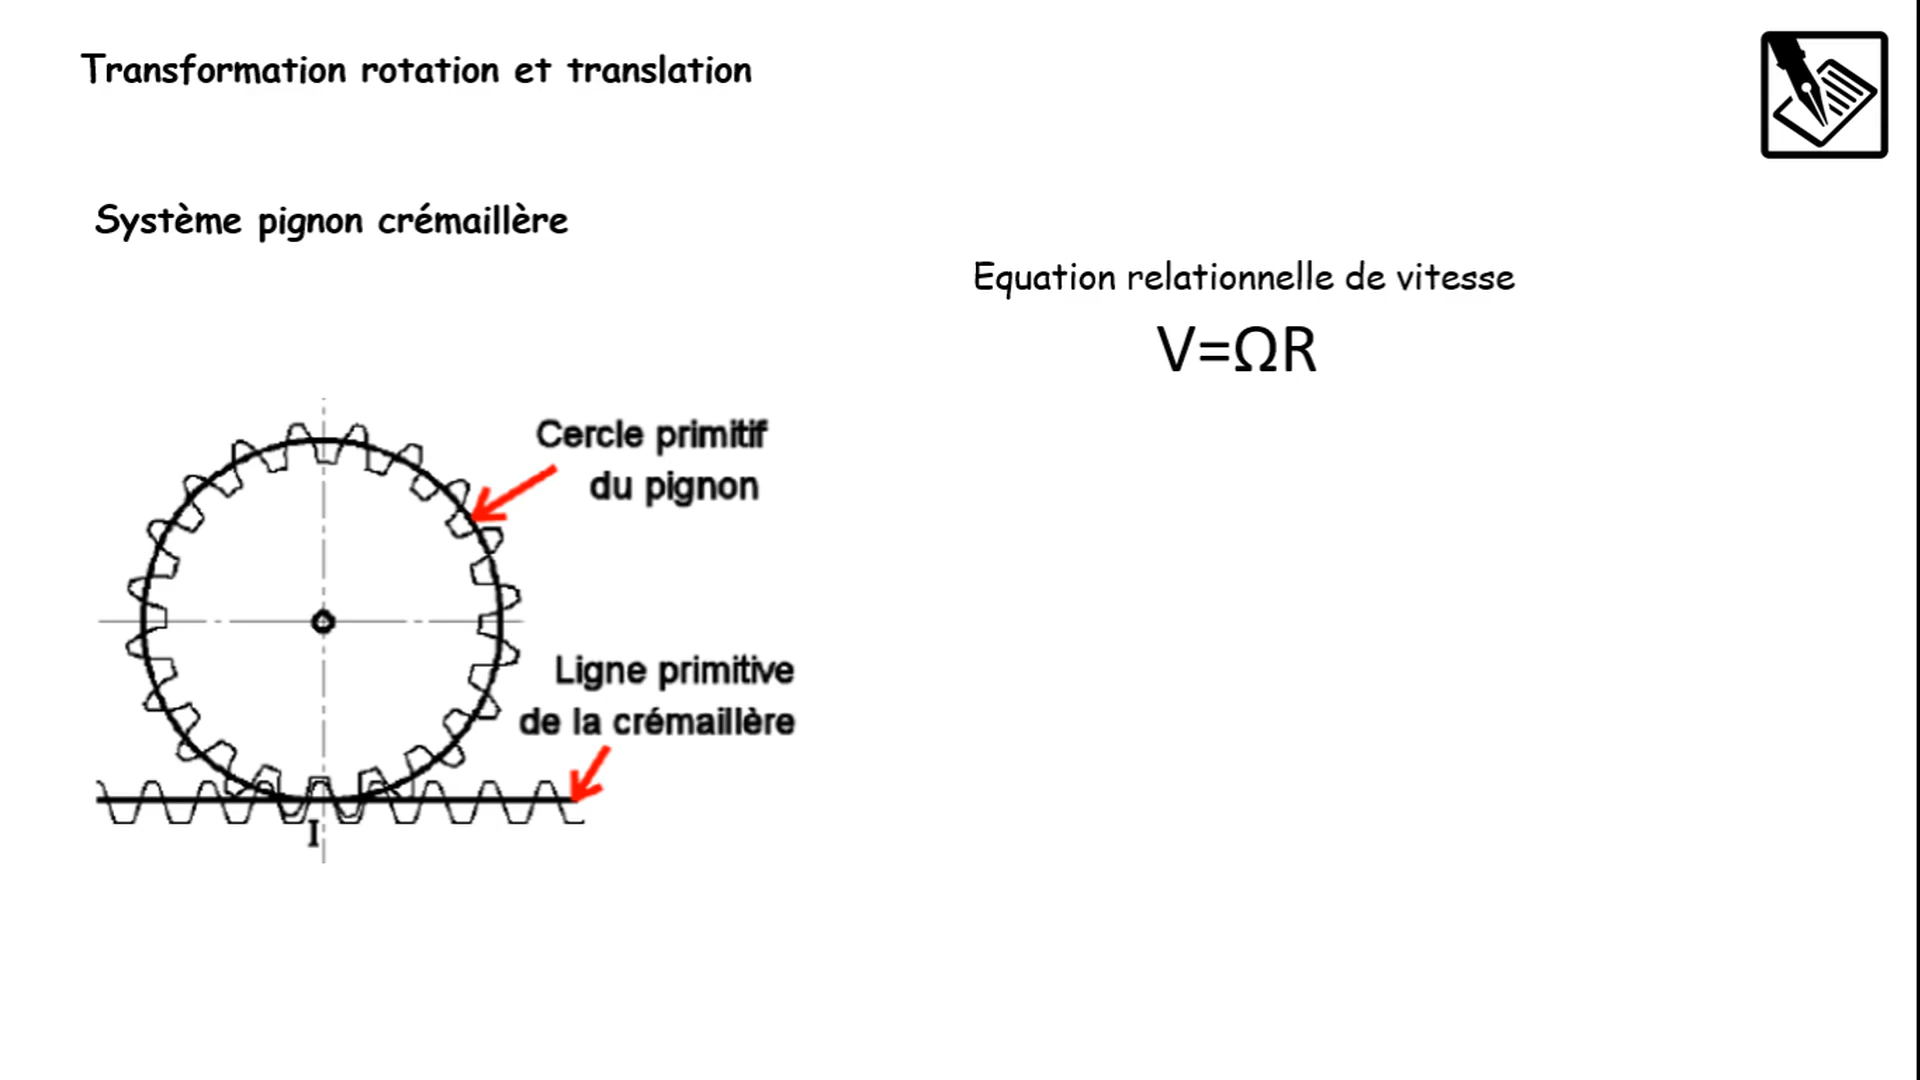 Transformation rotation et translation
Système pignon crémaillère
Equation relationnelle de vitesse
V=ΩR
Cercle primitif
du pignon
Ligne primitive
de la crémaillère
I